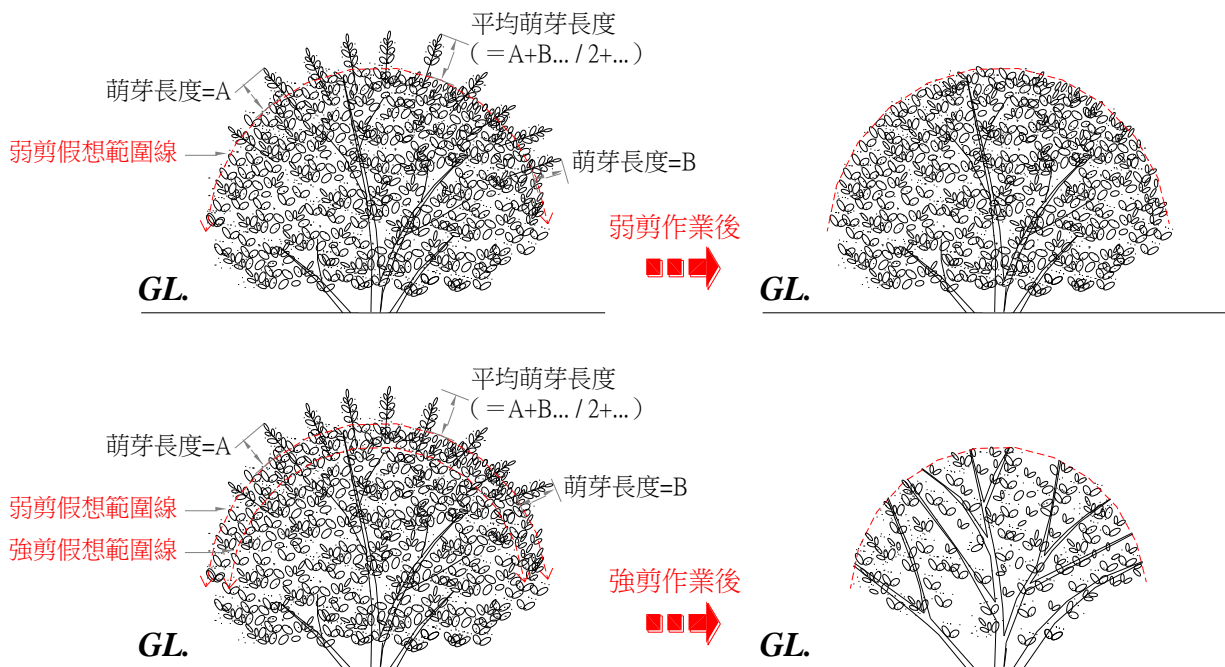 平均萌芽長度
（＝A+B... / 2+...）
萌芽長度=A
弱剪假想範圍線
萌芽長度=B
弱剪作業後
GL.
GL.
平均萌芽長度
（＝A+B... / 2+...）
萌芽長度=A
萌芽長度=B
弱剪假想範圍線
強剪假想範圍線
強剪作業後
GL.
GL.